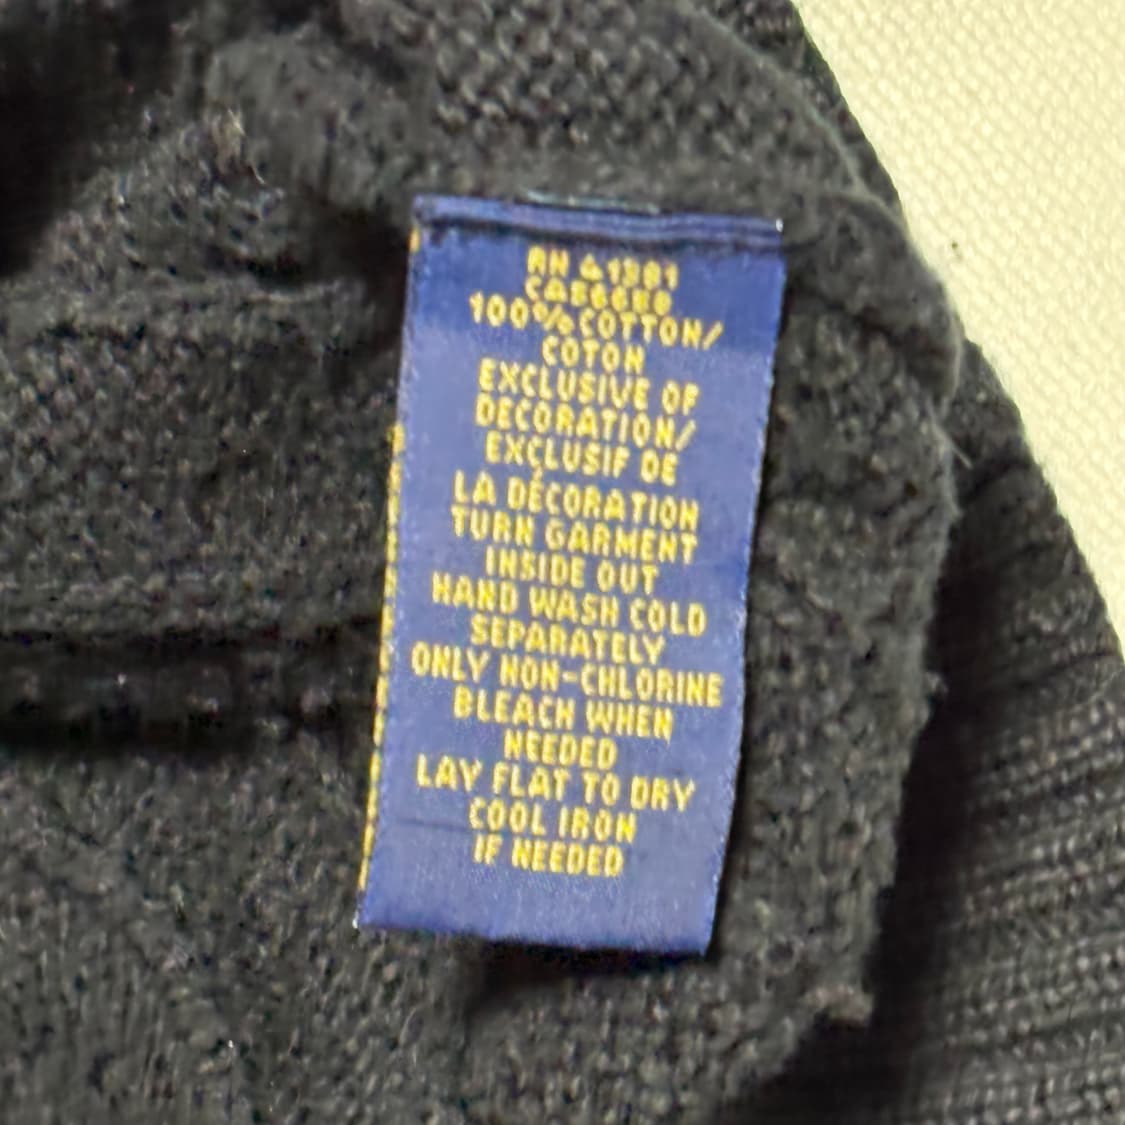 RN 41381
100% COTTON/
COTON
EXCLUSIVE OF
DECORATION/
EXÇLUSIF DE
LA DÉCORATION
TURN GARMENT
INSIDE OUT
HAND WASH COLD
SEPARATELY
ONLY NON-CHLORINE
BLEACH WHEN
NEEDED
LAY FLAT TO DRY
COOL IRON
IF NEEDED